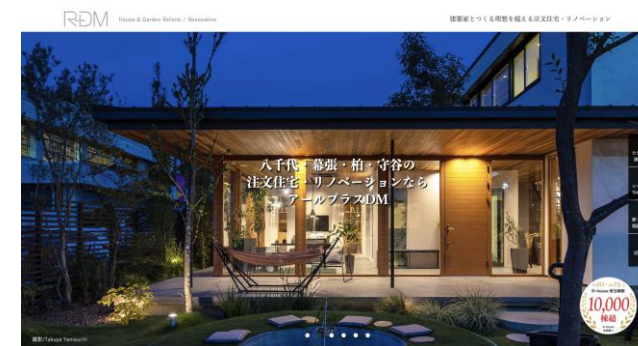 R+DM
House & Garden Reform / Renovation
建築家とつくる理想を超える注文住宅・リノベーション
八千代・幕張・柏・守谷の
注文住宅・リノベーションなら
アールプラスDM
10,000
棟超
撮影/Takuya Yamauchi